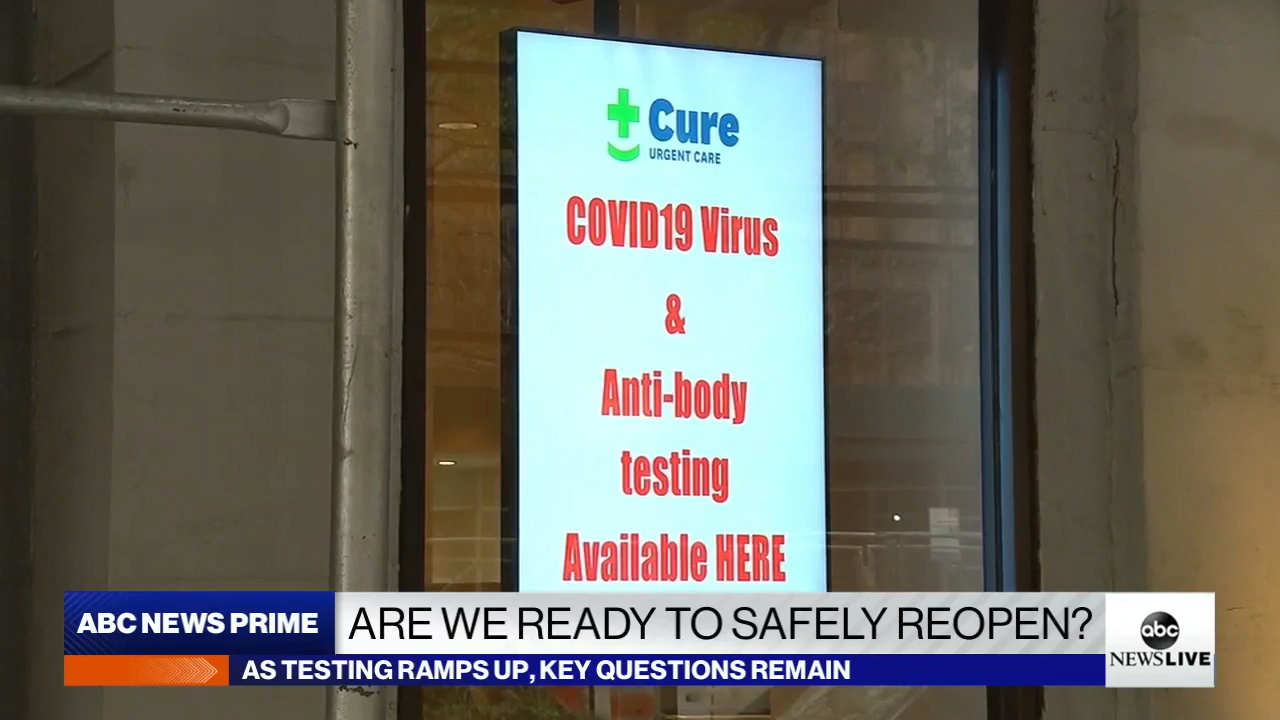 Cure
URGENT CARE
COVID19 Virus
&
Anti-body
testing
Available HERE
ABC NEWS PRIME
ARE WE READY TO SAFELY REOPEN?
AS TESTING RAMPS UP, KEY QUESTIONS REMAIN
abc
NEWSLIVE